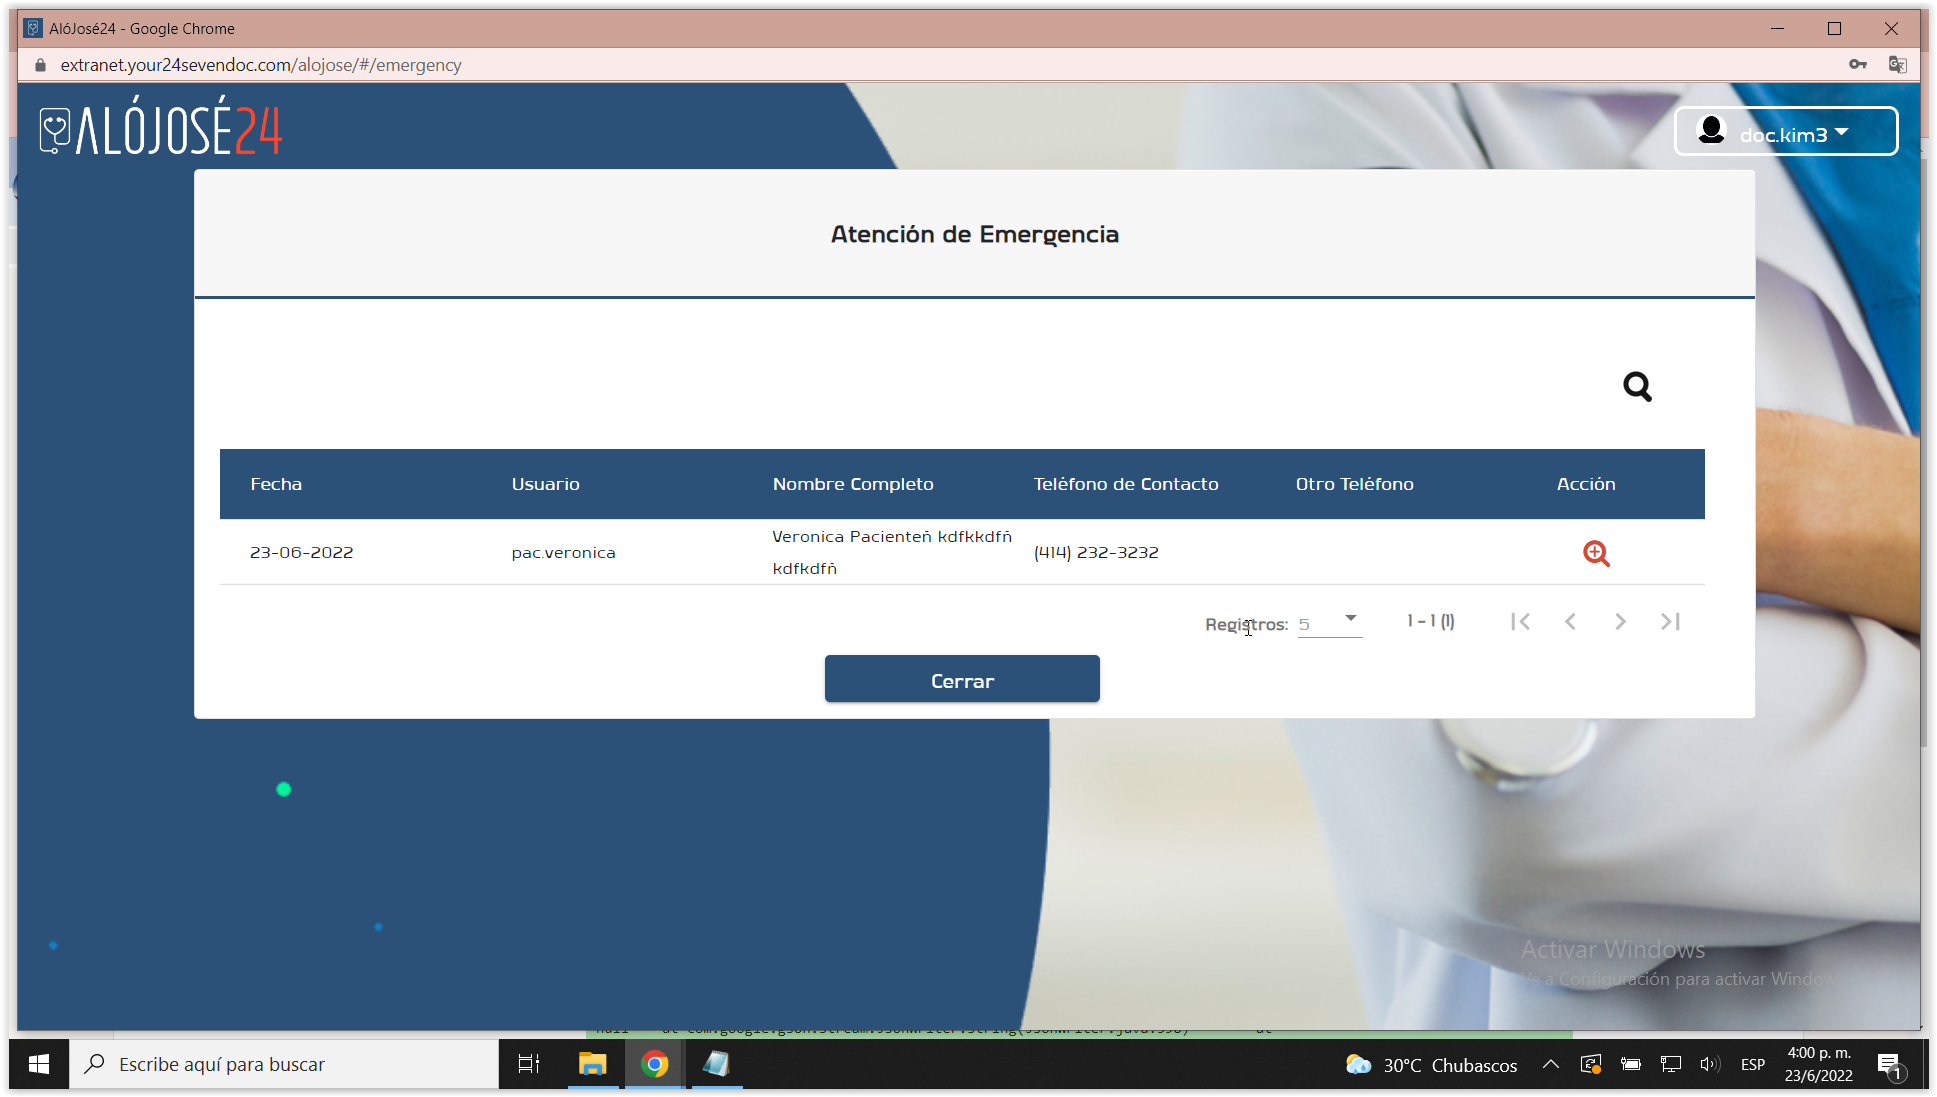 AlóJosé24 - Google Chrome
extranet.your24sevendoc.com/alojose/#/emergency
ALÓJOSÉ24
doc.kim3
Atención de Emergencia
Fecha Usuario Nombre Completo Teléfono de Contacto Otro Teléfono Acción
23-06-2022 pac.veronica Veronica Pacienteñ kdfkkdfñ (414) 232-3232
kdfkdfñ
Registros: 5 1 - 1 (1)
Cerrar
Activar Windows
Ve a Configuración para activar Windows
Escribe aquí para buscar
30°C Chubascos
ESP
4:00 p. m.
23/6/2022
1